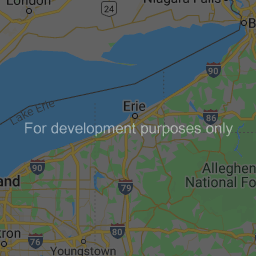 London
Niagara Falls
24
B
90
Lake Erie
Erie
For development purposes only
86
Allegheny
National Fo
land
90
79
ron
76
80
Youngstown